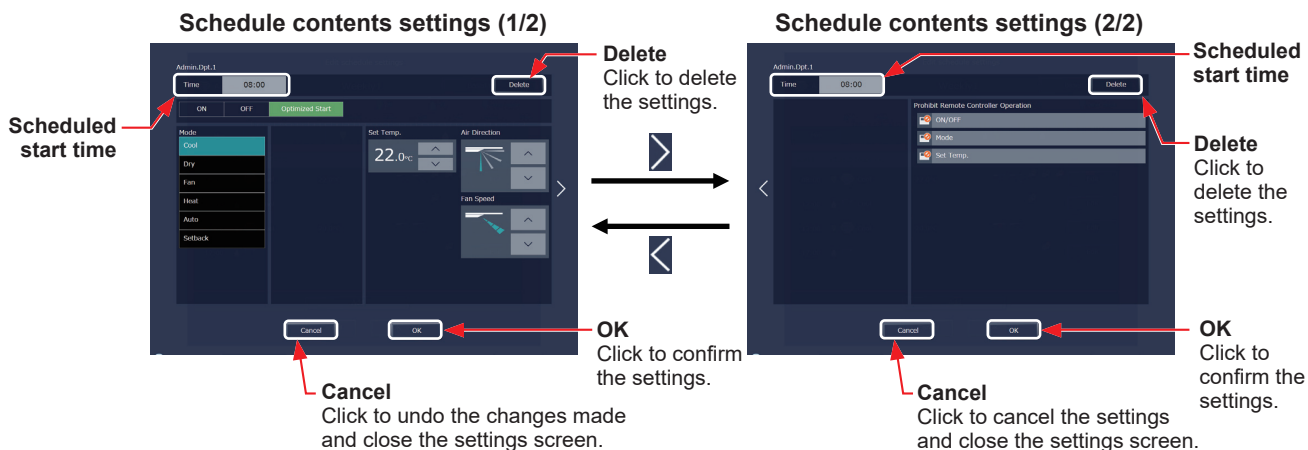 Schedule contents settings (1/2)
Admin.Dpt.1
Time 08:00
Delete
ON OFF Optimized Start
Mode
Cool
Dry
Fan
Heat
Auto
Setback
Set Temp.
22.0℃
Air Direction
Fan Speed
Cancel
OK
Scheduled
start time
Delete
Click to delete
the settings.
OK
Click to confirm
the settings.
Cancel
Click to undo the changes made
and close the settings screen.
Schedule contents settings (2/2)
Admin.Dpt.1
Time 08:00
Delete
Prohibit Remote Controller Operation
ON/OFF
Mode
Set Temp.
Cancel
OK
Scheduled
start time
Delete
Click to
delete the
settings.
OK
Click to
confirm the
settings.
Cancel
Click to cancel the settings
and close the settings screen.